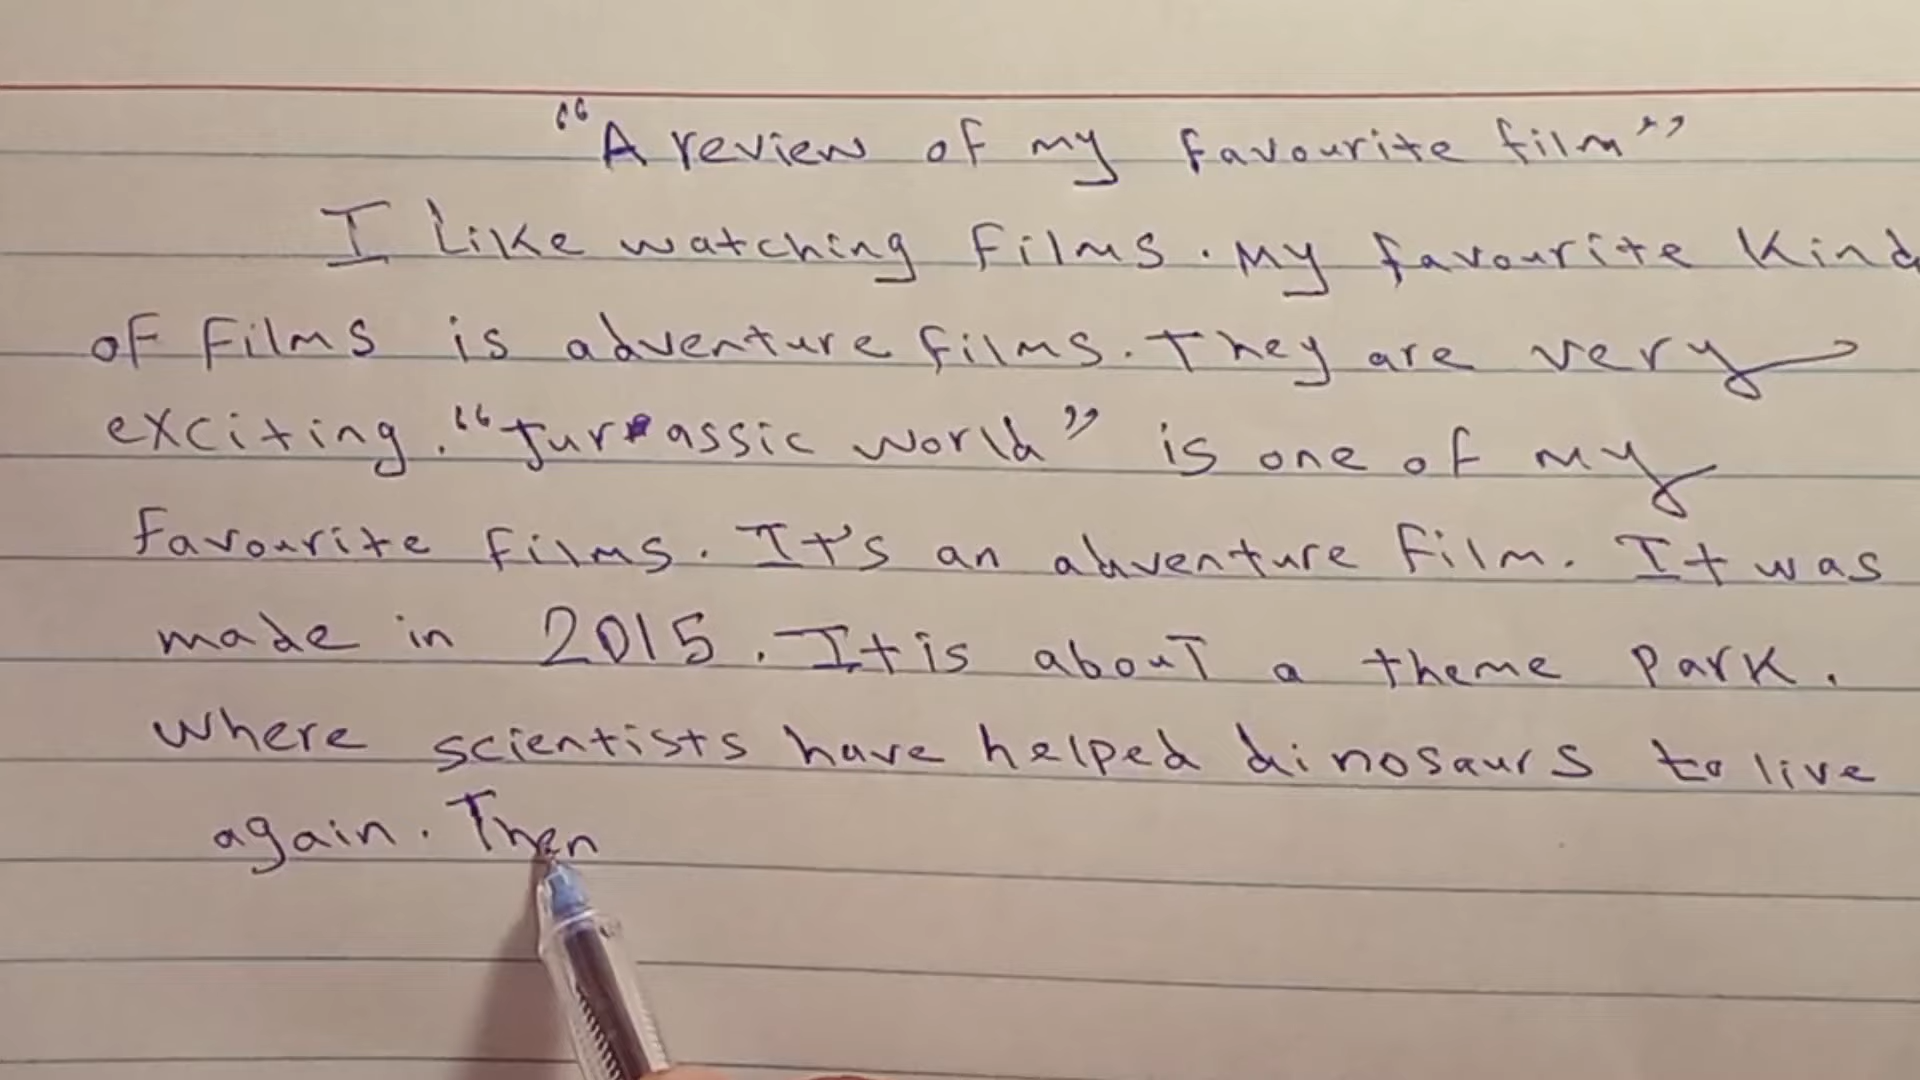 "A review of my favourite film"
I Like watching films. My favourite Kind
of films is adventure films. They are very
exciting. "Jurassic World" is one of my
favourite films. It's an adventure film. It was
made in 2015. It is about a theme park.
where scientists have helped dinosaurs to live
again. Then